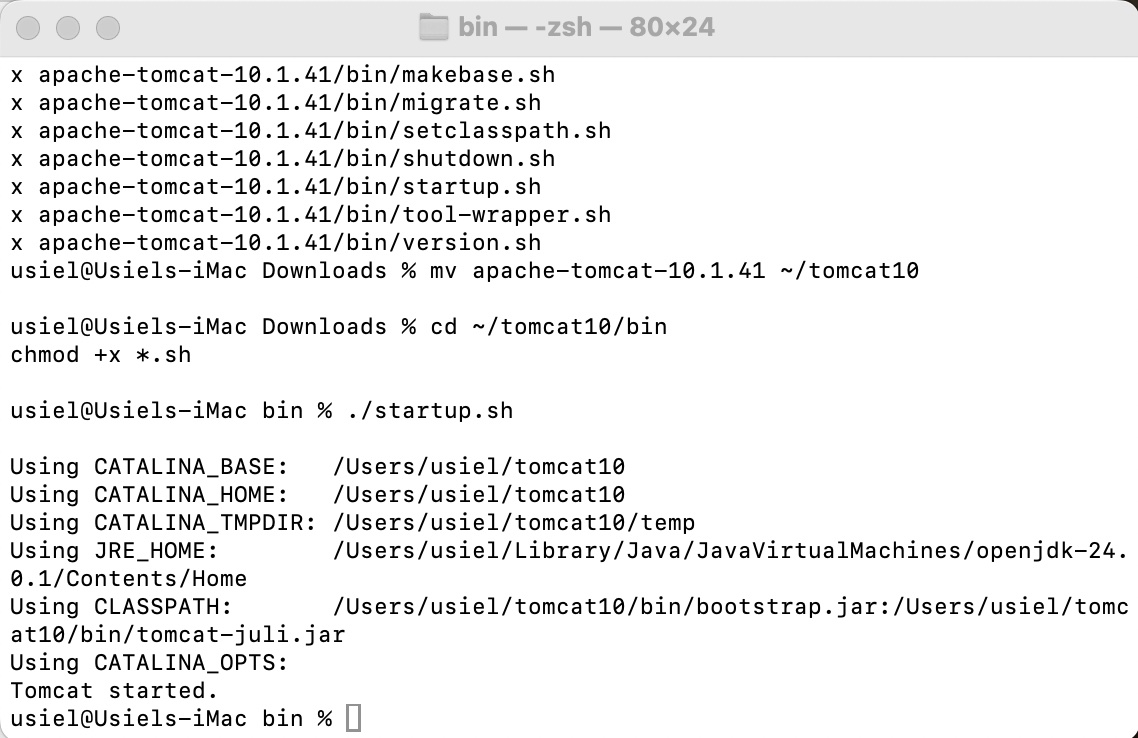 bin — -zsh — 80×24
x apache-tomcat-10.1.41/bin/makebase.sh
x apache-tomcat-10.1.41/bin/migrate.sh
x apache-tomcat-10.1.41/bin/setclasspath.sh
x apache-tomcat-10.1.41/bin/shutdown.sh
x apache-tomcat-10.1.41/bin/startup.sh
x apache-tomcat-10.1.41/bin/tool-wrapper.sh
x apache-tomcat-10.1.41/bin/version.sh
usiel@Usiels-iMac Downloads % mv apache-tomcat-10.1.41 ~/tomcat10
usiel@Usiels-iMac Downloads % cd ~/tomcat10/bin
chmod +x *.sh
usiel@Usiels-iMac bin % ./startup.sh
Using CATALINA_BASE:   /Users/usiel/tomcat10
Using CATALINA_HOME:   /Users/usiel/tomcat10
Using CATALINA_TMPDIR: /Users/usiel/tomcat10/temp
Using JRE_HOME:        /Users/usiel/Library/Java/JavaVirtualMachines/openjdk-24.
0.1/Contents/Home
Using CLASSPATH:       /Users/usiel/tomcat10/bin/bootstrap.jar:/Users/usiel/tomc
at10/bin/tomcat-juli.jar
Using CATALINA_OPTS:
Tomcat started.
usiel@Usiels-iMac bin %